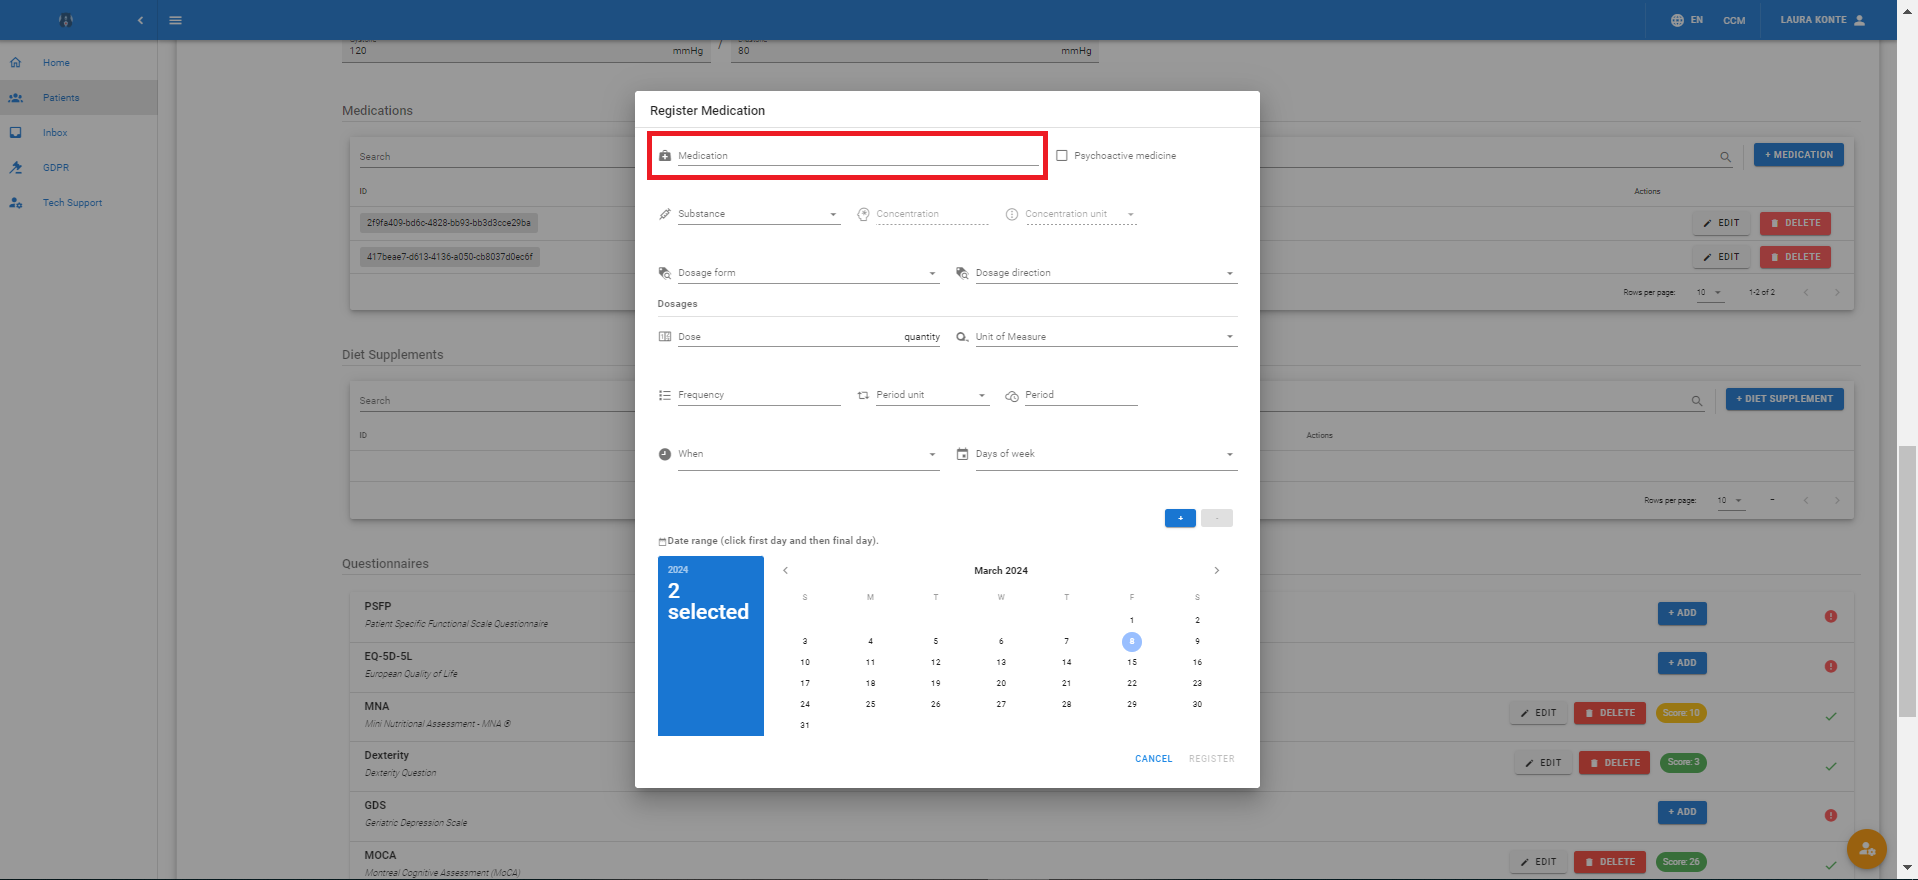 EN
CCM
LAURA KONTE
Home
Patients
Inbox
GDPR
Tech Support
120 mmHg / 80 mmHg
Medications
Search
+ MEDICATION
ID Actions
2f9fa409-bd6c-4828-bb93-bb3d3cce29ba EDIT DELETE
417beae7-d613-4136-a050-cb8037d0ec6f EDIT DELETE
Rows per page: 10 1-2 of 2
Diet Supplements
Search
+ DIET SUPPLEMENT
ID Actions
Rows per page: 10 –
Questionnaires
PSFP + ADD
Patient Specific Functional Scale Questionnaire
EQ-5D-5L + ADD
European Quality of Life
MNA EDIT DELETE Score: 10
Mini Nutritional Assessment - MNA ®
Dexterity EDIT DELETE Score: 3
Dexterity Question
GDS + ADD
Geriatric Depression Scale
MOCA EDIT DELETE Score: 26
Montreal Cognitive Assessment (MoCA)
Register Medication
Medication Psychoactive medicine
Substance Concentration Concentration unit
Dosage form Dosage direction
Dosages
Dose quantity Unit of Measure
Frequency Period unit Period
When Days of week
+ -
Date range (click first day and then final day).
2024
2
selected
March 2024
S M T W T F S
1 2
3 4 5 6 7 8 9
10 11 12 13 14 15 16
17 18 19 20 21 22 23
24 25 26 27 28 29 30
31
CANCEL REGISTER